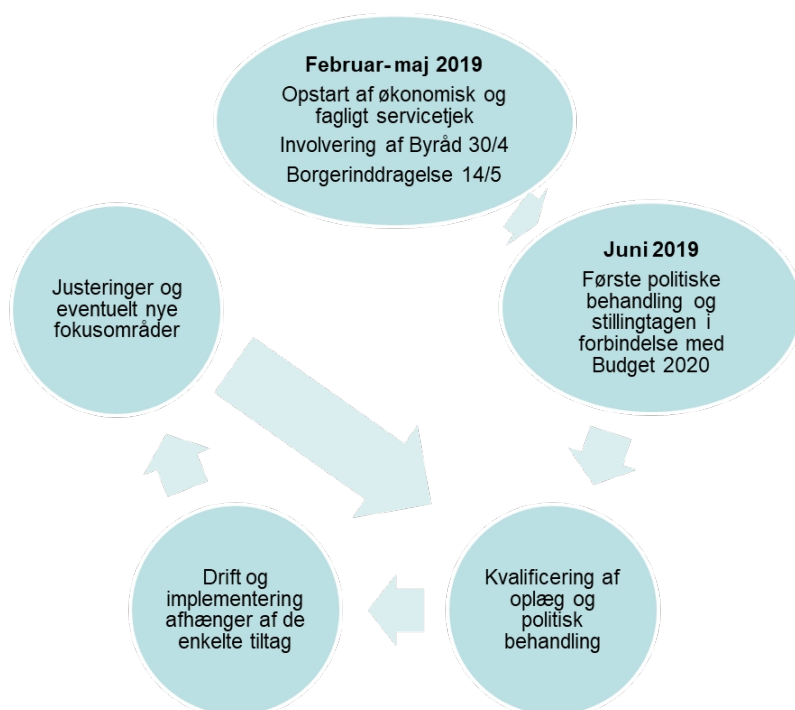 Februar-maj 2019
Opstart af økonomisk og
fagligt servicetjek
Involvering af Byråd 30/4
Borgerinddragelse 14/5
Juni 2019
Første politiske
behandling og
stillingtagen i
forbindelse med
Budget 2020
Kvalificering af
oplæg og
politisk
behandling
Drift og
implementering
afhænger af de
enkelte tiltag
Justeringer og
eventuelt nye
fokusområder